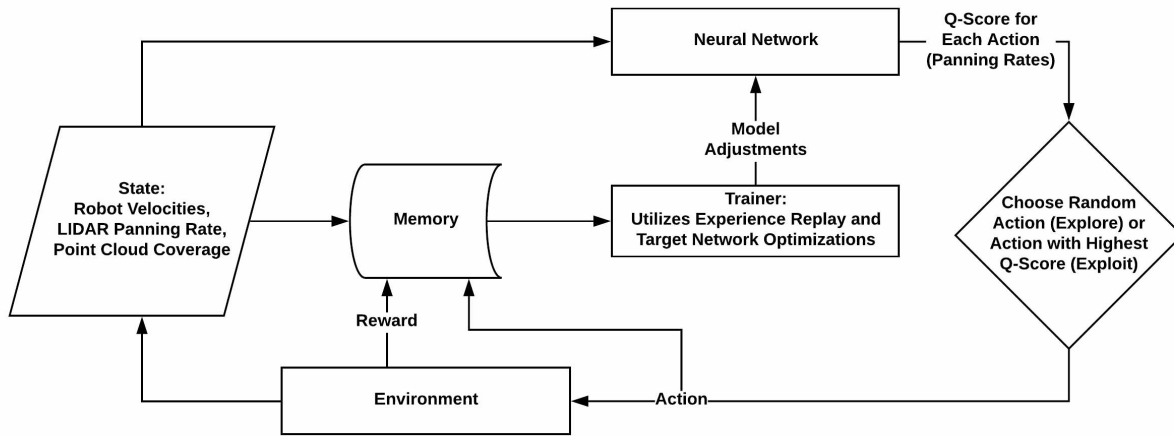 Neural Network
Q-Score for
Each Action
(Panning Rates)
State:
Robot Velocities,
LIDAR Panning Rate,
Point Cloud Coverage
Memory
Model
Adjustments
Trainer:
Utilizes Experience Replay and
Target Network Optimizations
Choose Random
Action (Explore) or
Action with Highest
Q-Score (Exploit)
Reward
Environment
Action